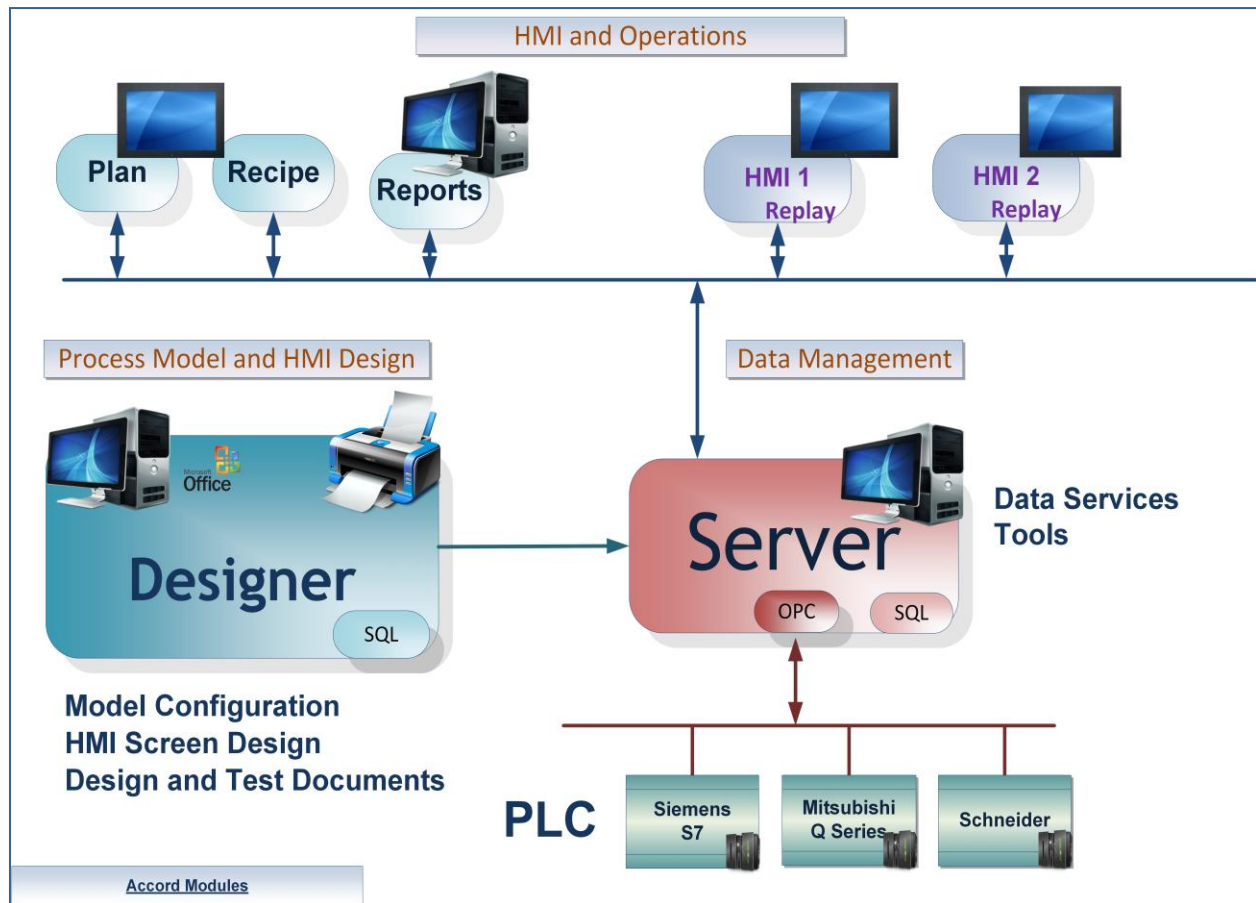 HMI and Operations
Plan
Recipe
Reports
HMI 1
Replay
HMI 2
Replay
Process Model and HMI Design
Data Management
Microsoft
Office
Designer
SQL
Server
OPC
SQL
Data Services
Tools
Model Configuration
HMI Screen Design
Design and Test Documents
PLC
Siemens
S7
Mitsubishi
Q Series
Schneider
Accord Modules